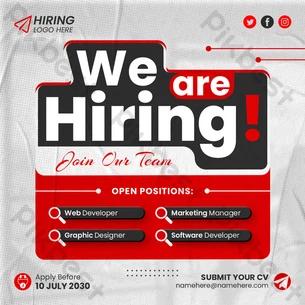 HIRING
LOGO HERE
We are
Hiring!
Join Our Team
OPEN POSITIONS:
Web Developer
Marketing Manager
Graphic Designer
Software Developer
Apply Before
10 JULY 2030
SUBMIT YOUR CV
namehere@namehere.com